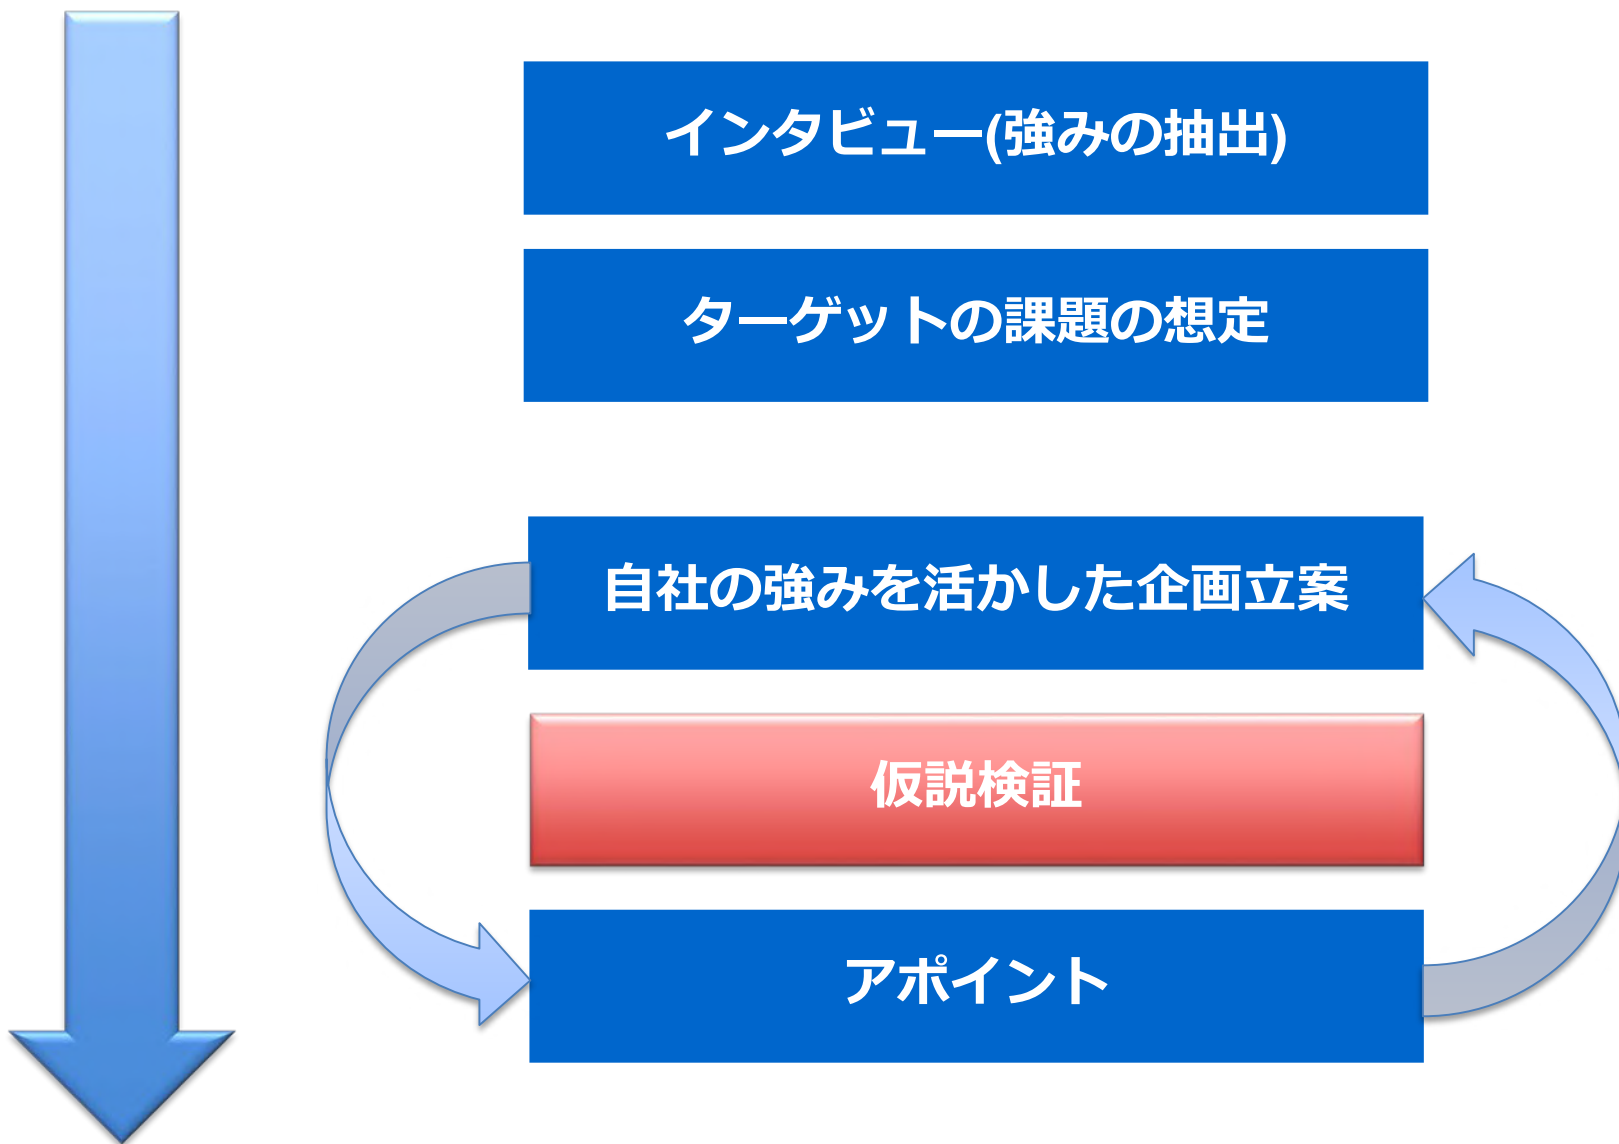 インタビュー(強みの抽出)
ターゲットの課題の想定
自社の強みを活かした企画立案
仮説検証
アポイント